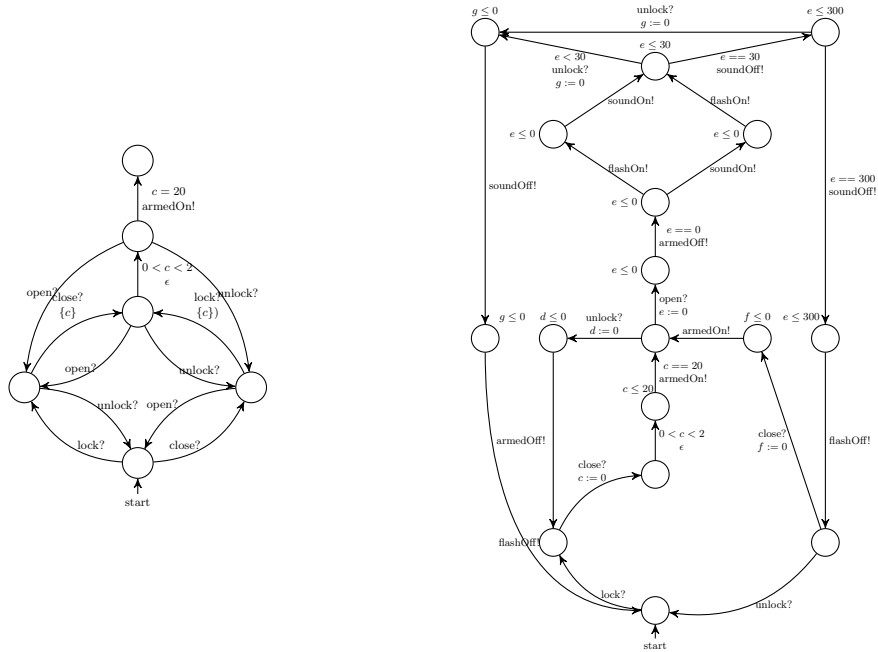 c = 20
armedOn!
0 < c < 2
ϵ
open?
close?
{c}
lock?
{c})
unlock?
open?
unlock?
unlock?
open?
lock?
close?
start
g ≤ 0
unlock?
g := 0
e ≤ 300
e ≤ 30
e < 30
unlock?
g := 0
e == 30
soundOff!
soundOn!
flashOn!
e ≤ 0
e ≤ 0
flashOn!
soundOn!
soundOff!
e == 300
soundOff!
e ≤ 0
e == 0
armedOff!
e ≤ 0
open?
e := 0
g ≤ 0
d ≤ 0
unlock?
d := 0
armedOn!
f ≤ 0
e ≤ 300
c == 20
armedOn!
c ≤ 20
armedOff!
0 < c < 2
ϵ
close?
f := 0
flashOff!
close?
c := 0
flashOff!
lock?
unlock?
start